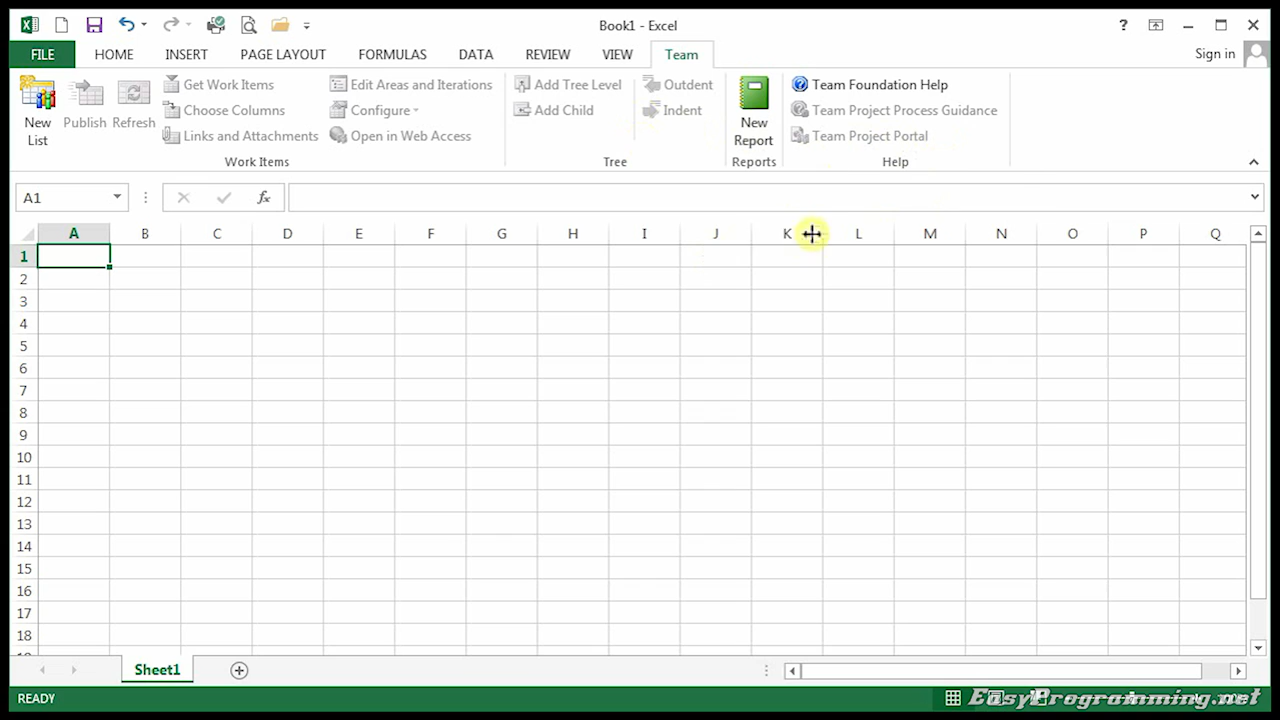 Book1 - Excel
?
FILE HOME INSERT PAGE LAYOUT FORMULAS DATA REVIEW VIEW Team Sign in
New List
Publish
Refresh
Get Work Items
Choose Columns
Links and Attachments
Edit Areas and Iterations
Configure
Open in Web Access
Work Items
Add Tree Level
Add Child
Outdent
Indent
Tree
New Report
Reports
Team Foundation Help
Team Project Process Guidance
Team Project Portal
Help
A1 fx
A B C D E F G H I J K L M N O P Q
1
2
3
4
5
6
7
8
9
10
11
12
13
14
15
16
17
18
Sheet1
READY
EasyProgramming.net